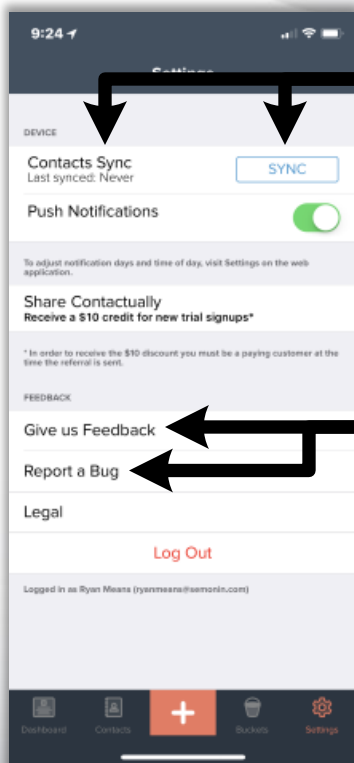 9:24
Settings
DEVICE
Contacts Sync
Last synced: Never
SYNC
Push Notifications
To adjust notification days and time of day, visit Settings on the web
application.
Share Contactually
Receive a $10 credit for new trial signups*
* In order to receive the $10 discount you must be a paying customer at the
time the referral is sent.
FEEDBACK
Give us Feedback
Report a Bug
Legal
Log Out
Logged in as Ryan Means (ryanmeans@semonin.com)
Dashboard
Contacts
Buckets
Settings